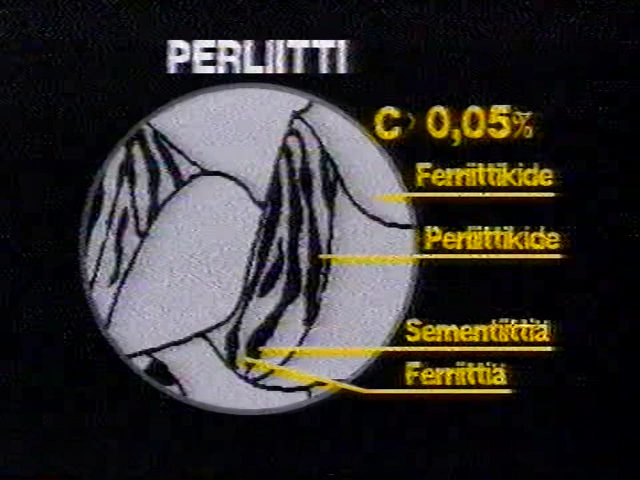 PERLIITTI
C > 0,05%
Ferriittikide
Perliittikide
Sementiittiä
Ferriittiä